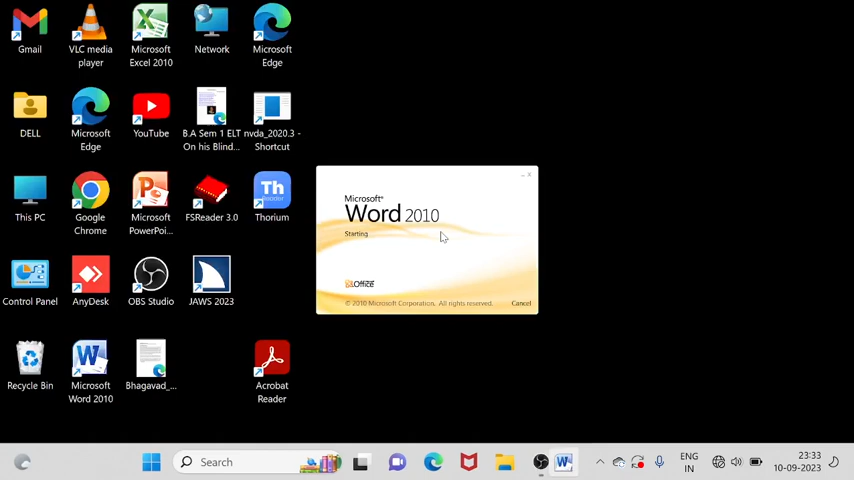 Gmail
VLC media
player
Microsoft
Excel 2010
Network
Microsoft
Edge
DELL
Microsoft
Edge
YouTube
B.A Sem 1 ELT
On his Blind...
nvda_2020.3 -
Shortcut
This PC
Google
Chrome
Microsoft
PowerPoi...
FSReader 3.0
Th
Thorium
Control Panel
AnyDesk
OBS Studio
JAWS 2023
Recycle Bin
Microsoft
Word 2010
Bhagavad_...
Acrobat
Reader
Microsoft®
Word 2010
Starting
Office
© 2010 Microsoft Corporation. All rights reserved.
Cancel
Search
ENG
IN
23:33
10-09-2023